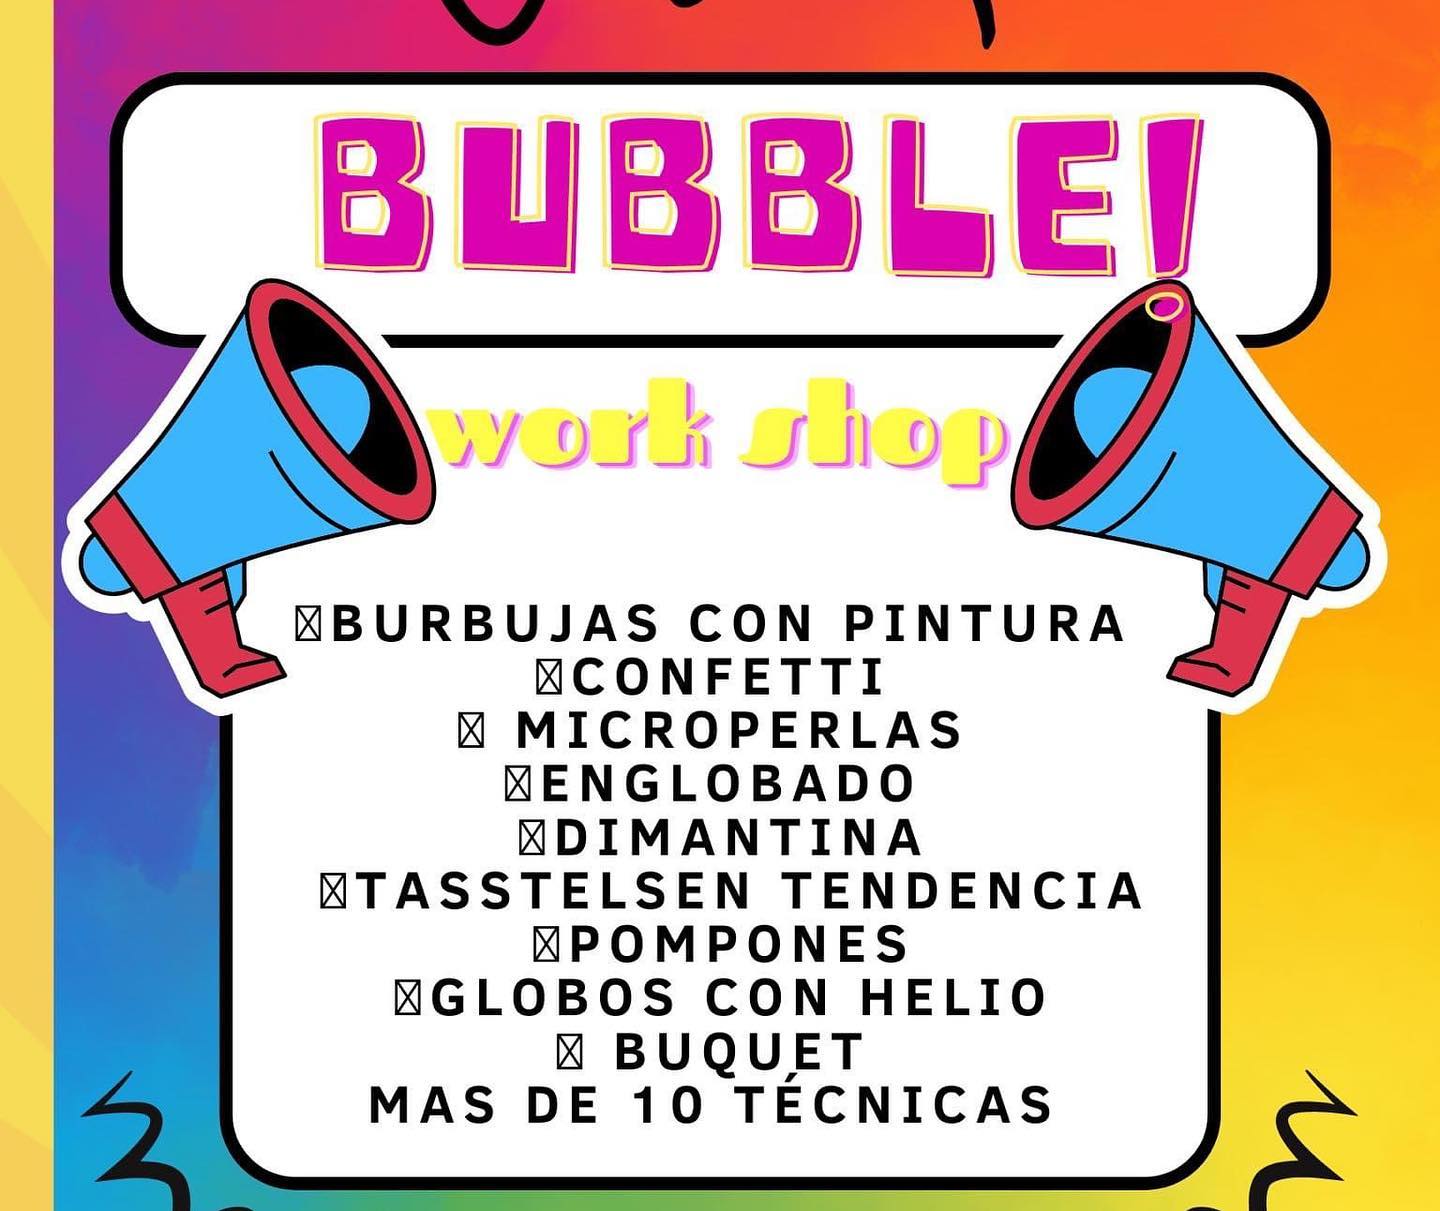 BUBBLE!
work shop
BURBUJAS CON PINTURA
CONFETTI
MICROPERLAS
ENGLOBADO
DIMANTINA
TASSTELSEN TENDENCIA
POMPONES
GLOBOS CON HELIO
BUQUET
MAS DE 10 TÉCNICAS